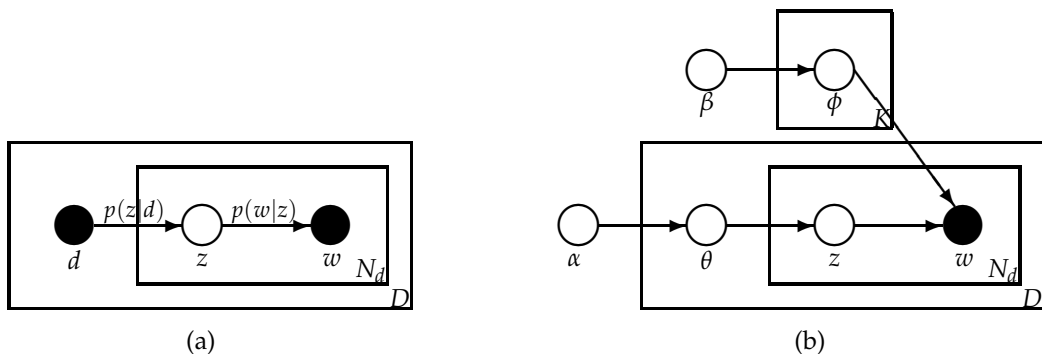 β
ϕ
K
p(z|d)
p(w|z)
d
z
w
N_d
D
α
θ
z
w
N_d
D
(a)
(b)